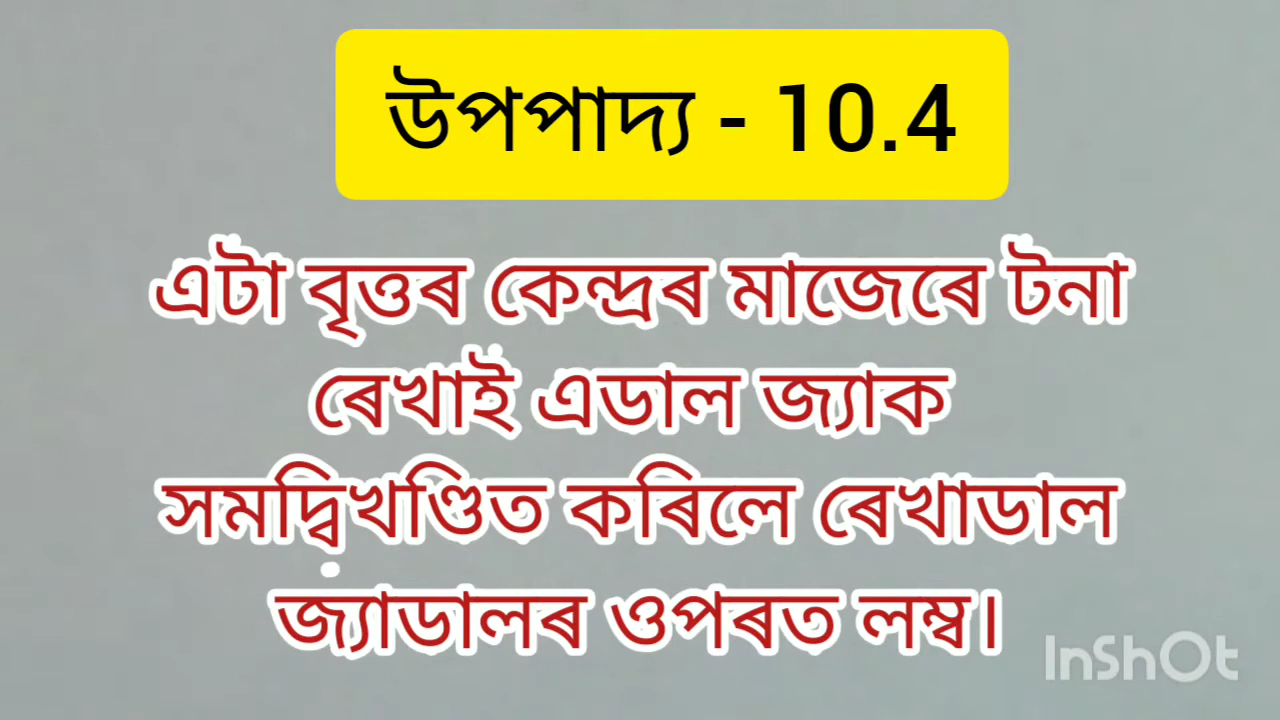 উপপাদ্য - 10.4
এটা বৃত্তৰ কেন্দ্ৰৰ মাজেৰে টনা
ৰেখাই এডাল জ্যাক
সমদ্বিখণ্ডিত কৰিলে ৰেখাডাল
জ্যাডালৰ ওপৰত লম্ব।
InShOt